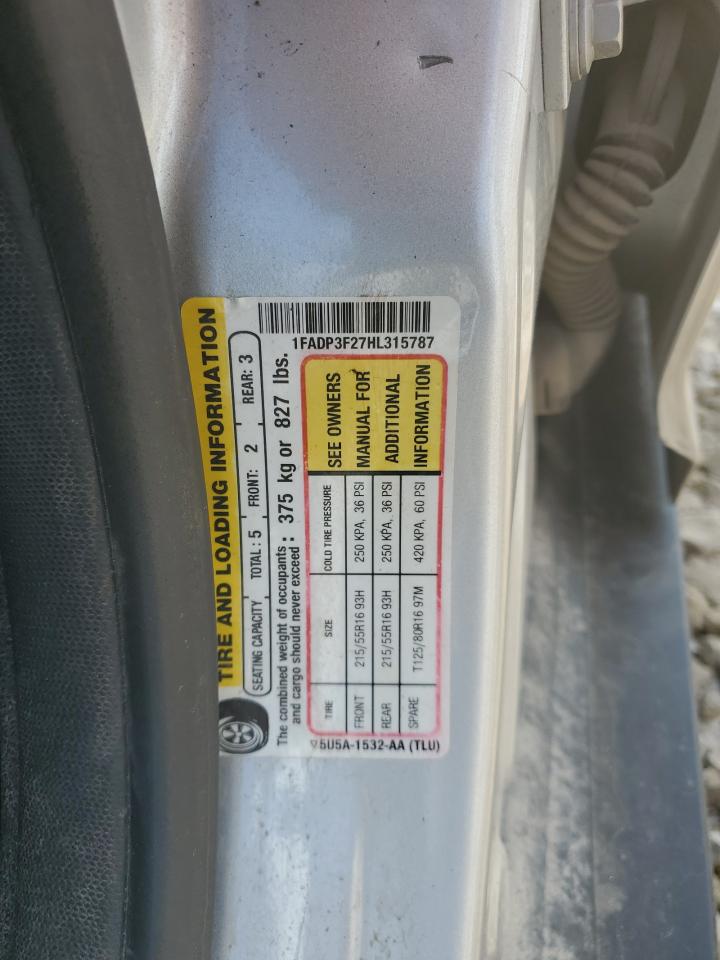 TIRE AND LOADING INFORMATION
SEATING CAPACITY TOTAL : 5 FRONT: 2 REAR: 3
The combined weight of occupants and cargo should never exceed : 375 kg or 827 lbs.
TIRE SIZE COLD TIRE PRESSURE
FRONT 215/55R16 93H 250 KPA, 36 PSI
REAR 215/55R16 93H 250 KPA, 36 PSI
SPARE T125/80R16 97M 420 KPA, 60 PSI
SEE OWNERS
MANUAL FOR
ADDITIONAL
INFORMATION
5U5A-1532-AA (TLU)
1FADP3F27HL315787